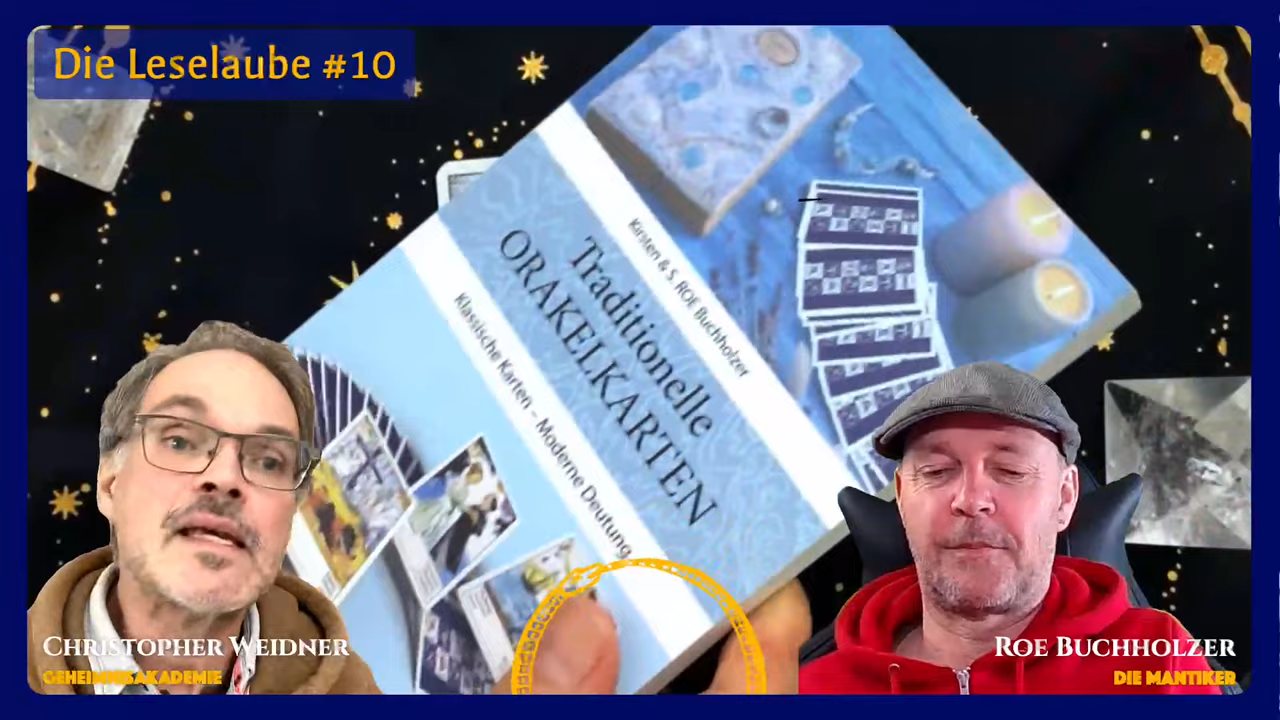 Die Leselaube #10
Kirsten & S. ROE Buchholzer
Traditionelle
ORAKELKARTEN
Klassische Karten – Moderne Deutung
Christopher Weidner
GEHEIMNISAKADEMIE
Roe Buchholzer
DIE MANTIKER